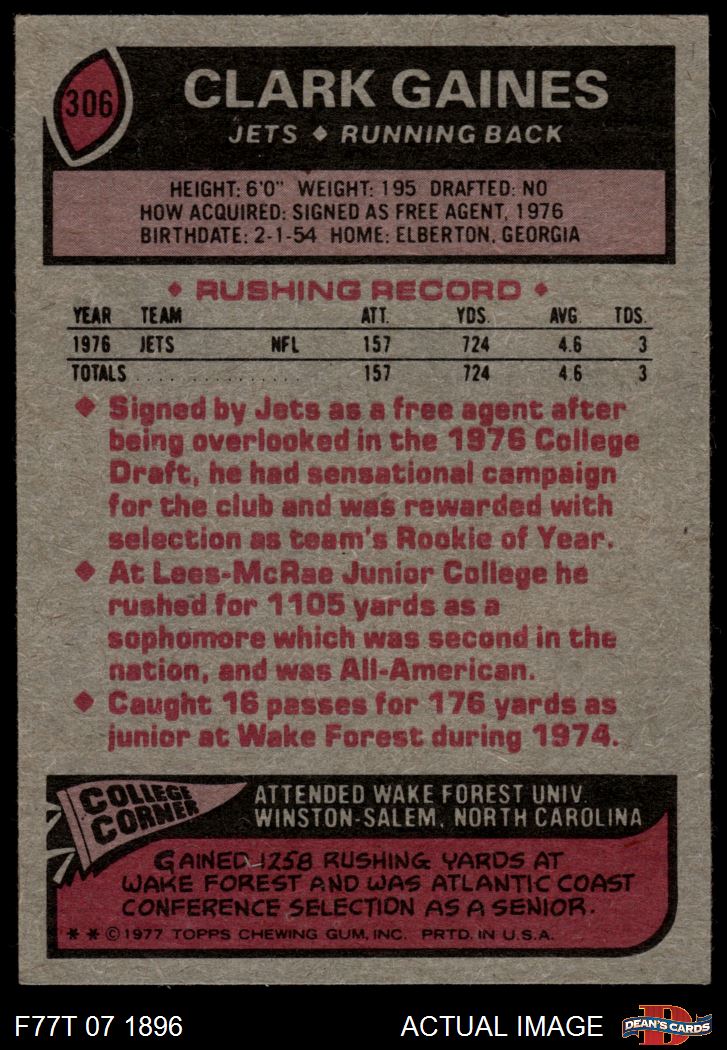 306
CLARK GAINES
JETS ♦ RUNNING BACK
HEIGHT: 6'0" WEIGHT: 195 DRAFTED: NO
HOW ACQUIRED: SIGNED AS FREE AGENT, 1976
BIRTHDATE: 2-1-54 HOME: ELBERTON, GEORGIA
♦ RUSHING RECORD ♦
YEAR TEAM ATT. YDS. AVG. TDS.
1976 JETS NFL 157 724 4.6 3
TOTALS . . . . . . . . . . . . . 157 724 4.6 3
♦ Signed by Jets as a free agent after
being overlooked in the 1976 College
Draft, he had sensational campaign
for the club and was rewarded with
selection as team's Rookie of Year.
♦ At Lees-McRae Junior College he
rushed for 1105 yards as a
sophomore which was second in the
nation, and was All-American.
♦ Caught 16 passes for 176 yards as
junior at Wake Forest during 1974.
COLLEGE
CORNER
ATTENDED WAKE FOREST UNIV.
WINSTON-SALEM, NORTH CAROLINA
GAINED 1258 RUSHING YARDS AT
WAKE FOREST AND WAS ATLANTIC COAST
CONFERENCE SELECTION AS A SENIOR.
* * © 1977 TOPPS CHEWING GUM, INC. PRTD. IN U.S.A.
F77T 07 1896 ACTUAL IMAGE
D
DEAN'S CARDS